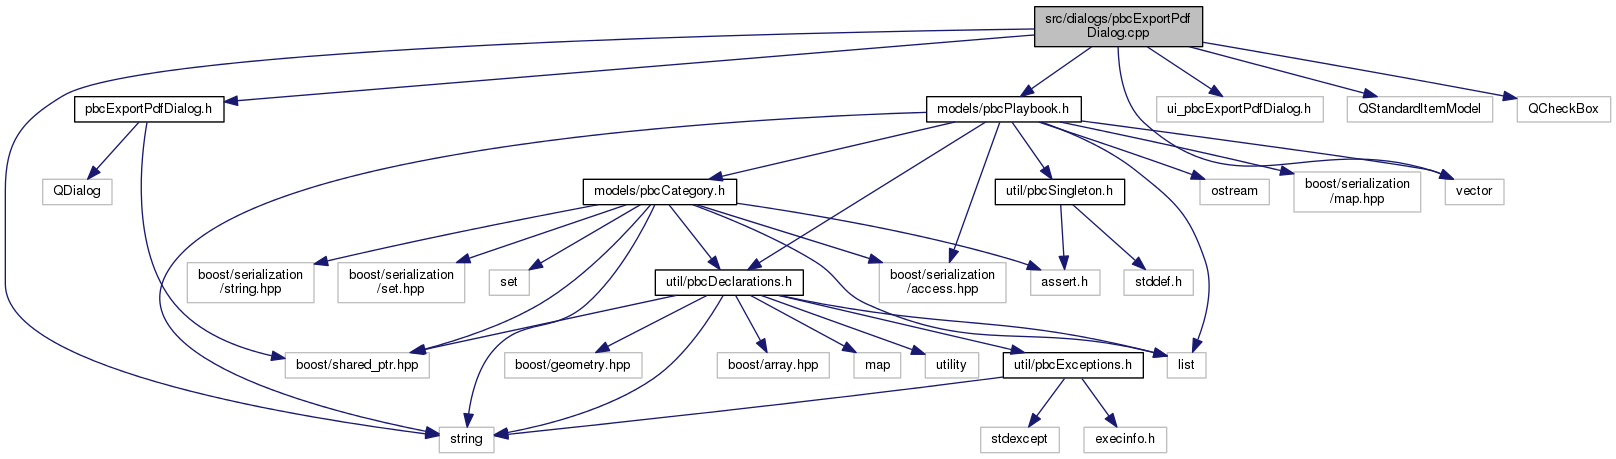 src/dialogs/pbcExportPdf
Dialog.cpp
pbcExportPdfDialog.h
models/pbcPlaybook.h
ui_pbcExportPdfDialog.h
QStandardItemModel
QCheckBox
QDialog
models/pbcCategory.h
util/pbcSingleton.h
ostream
boost/serialization
/map.hpp
vector
boost/serialization
/string.hpp
boost/serialization
/set.hpp
set
util/pbcDeclarations.h
boost/serialization
/access.hpp
assert.h
stddef.h
boost/shared_ptr.hpp
boost/geometry.hpp
boost/array.hpp
map
utility
util/pbcExceptions.h
list
string
stdexcept
execinfo.h